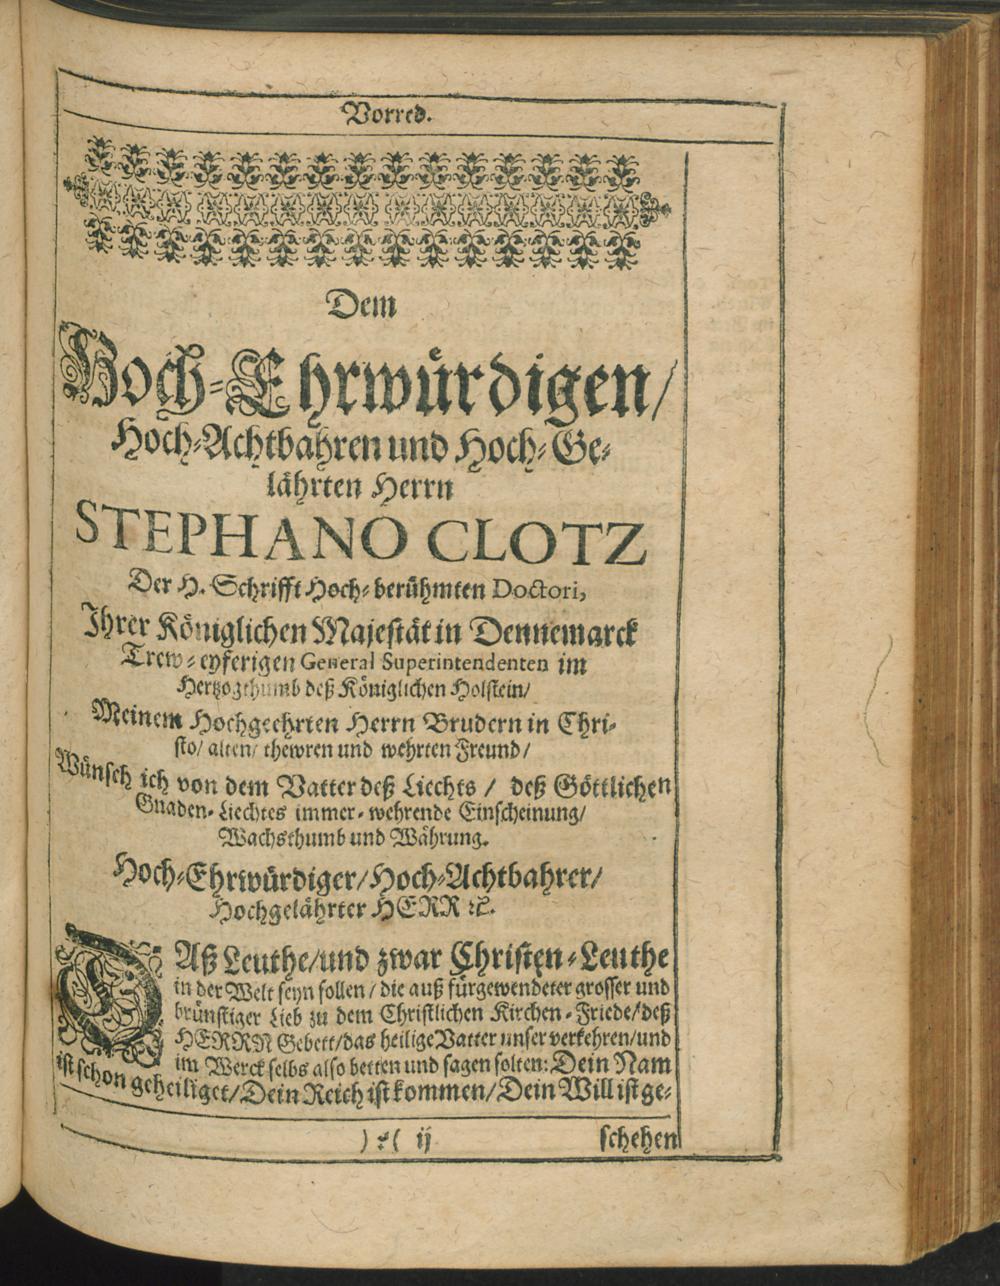 Vorred.
Dem
Hoch-Ehrwürdigen/
Hoch-Achtbahren und Hoch-Ge-
lährten Herrn
STEPHANO CLOTZ
Der H. Schrifft Hoch-berühmten Doctori,
Ihrer Königlichen Majestät in Dennemarck
Trew-eyferigen General Superintendenten im
Hertzogthumb deß Königlichen Holstein/
Meinem Hochgeehrten Herrn Brudern in Chri-
sto/ alten/ thewren und wehrten Freund/
Wünsch ich von dem Vatter deß Liechts / deß Göttlichen
Gnaden-Liechtes immer-wehrende Einscheinung/
Wachsthumb und Währung.
Hoch-Ehrwürdiger/Hoch-Achtbahrer/
Hochgelährter HERR ꝛc.
DAß Leuthe/und zwar Christen-Leuthe
in der Welt seyn sollen/ die auß fürgewendeter grosser und
brünstiger Lieb zu dem Christlichen Kirchen-Friede/deß
HERRN Gebett/das heilige Vatter unser verkehren/und
im Werck selbs also betten und sagen solten: Dein Nam
ist schon geheiliget/Dein Reich ist kommen/Dein Will ist ge-
)( ij schehen